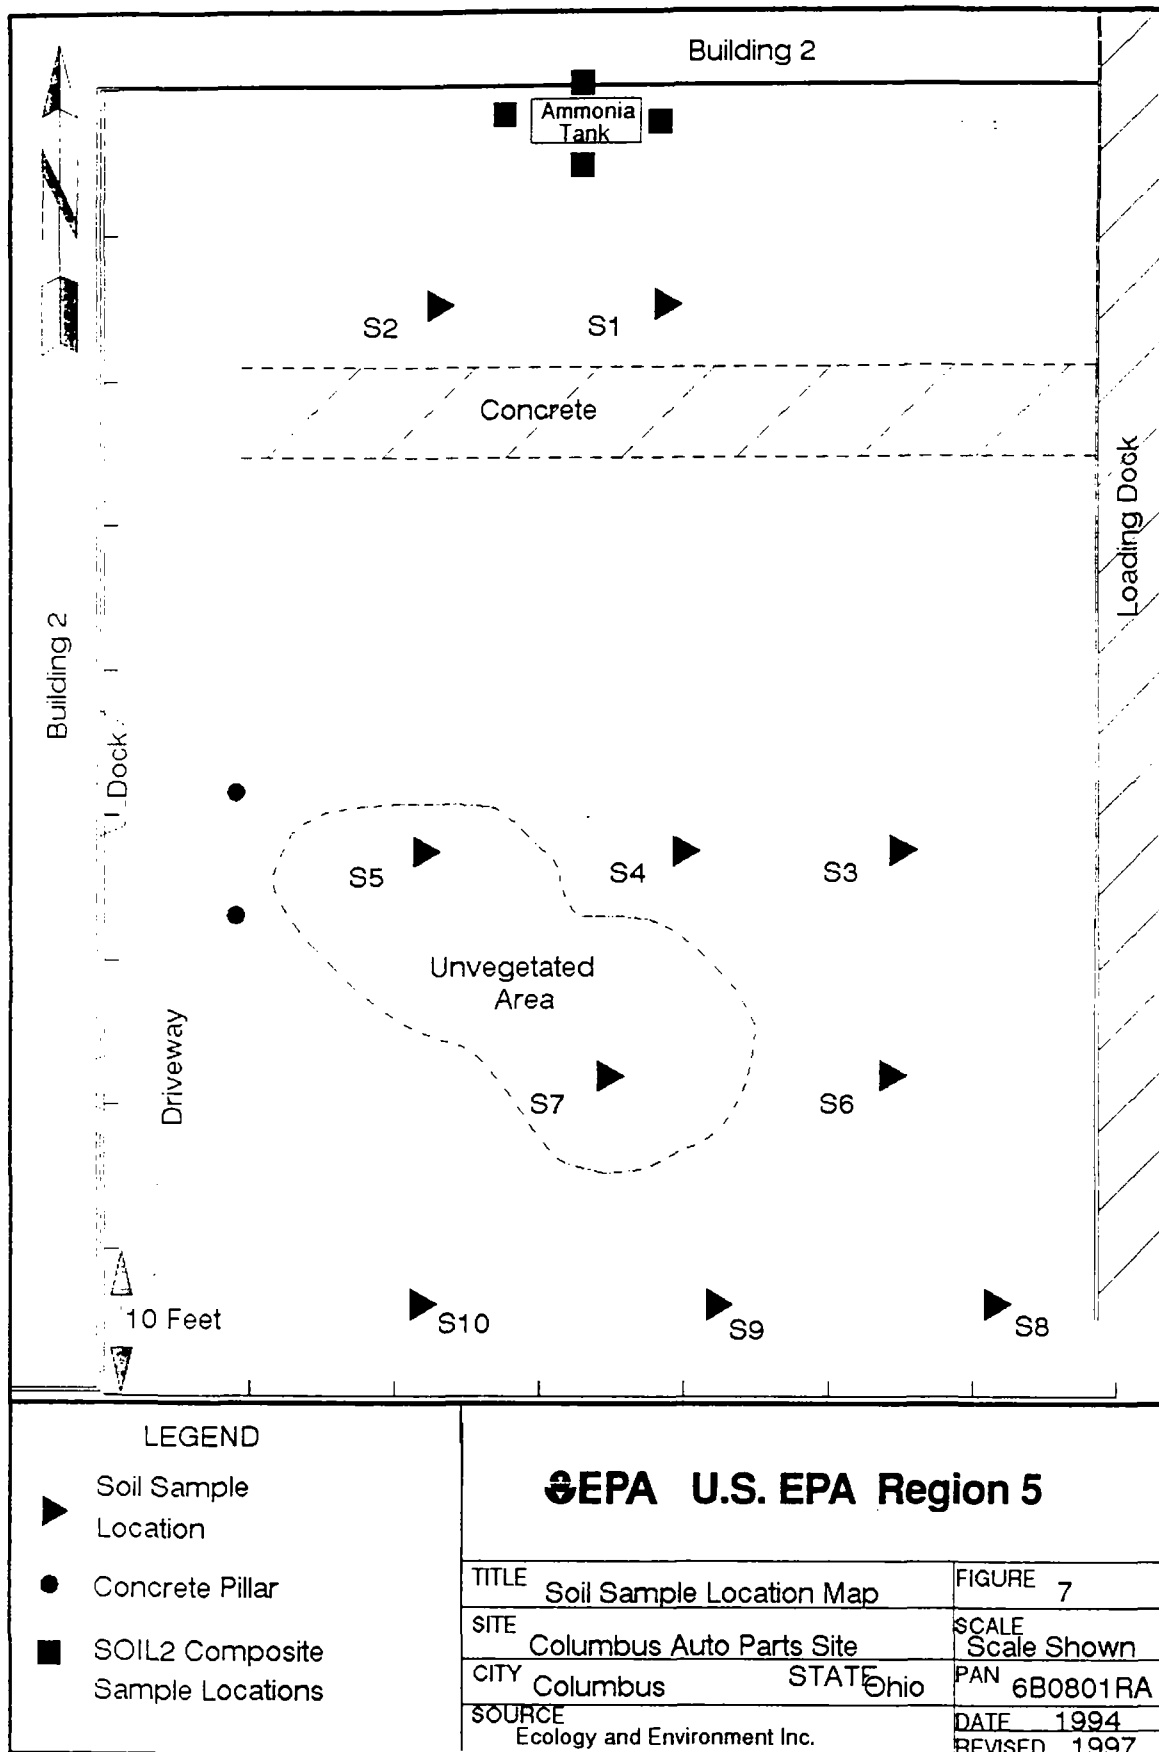 Building 2
Ammonia
Tank
N
S2
S1
Concrete
Loading Dock
Building 2
Dock
S5
S4
S3
Unvegetated
Area
Driveway
S7
S6
10 Feet
S10
S9
S8
LEGEND
Soil Sample
Location
Concrete Pillar
SOIL2 Composite
Sample Locations
EPA U.S. EPA Region 5
TITLE Soil Sample Location Map
FIGURE 7
SITE Columbus Auto Parts Site
SCALE Scale Shown
CITY Columbus STATE Ohio
PAN 6B0801RA
SOURCE Ecology and Environment Inc.
DATE 1994
REVISED 1997